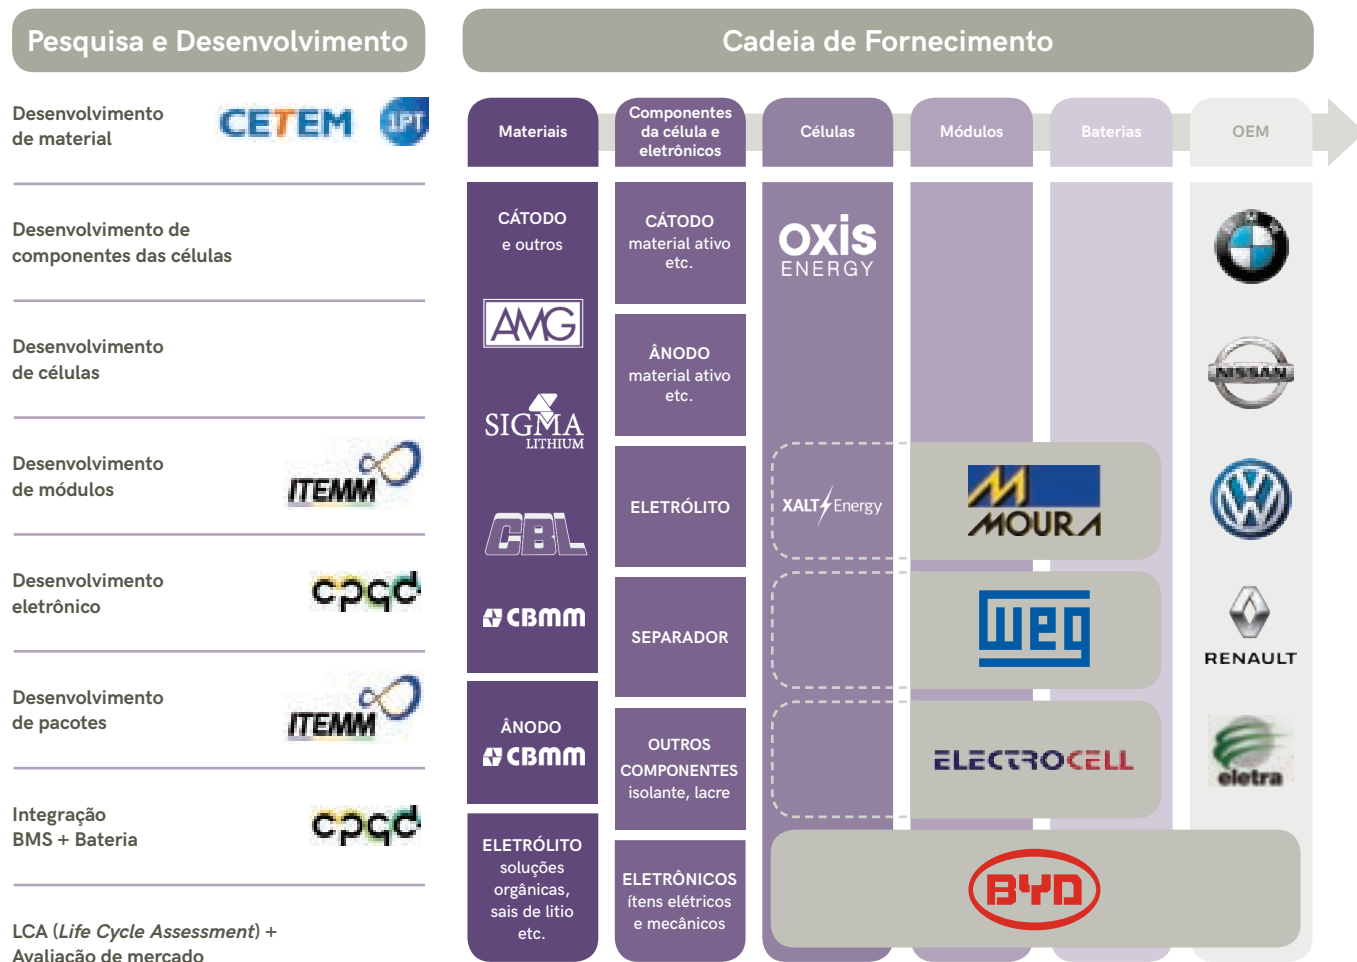 Pesquisa e Desenvolvimento
Desenvolvimento
de material
CETEM
IPT
Desenvolvimento de
componentes das células
Desenvolvimento
de células
Desenvolvimento
de módulos
ITEMM
Desenvolvimento
eletrônico
cpqd
Desenvolvimento
de pacotes
ITEMM
Integração
BMS + Bateria
cpqd
LCA (Life Cycle Assessment) +
Avaliação de mercado
Cadeia de Fornecimento
Materiais
CÁTODO
e outros
AMG
SIGMA
LITHIUM
CBL
CBMM
ÂNODO
CBMM
ELETRÓLITO
soluções
orgânicas,
sais de litio
etc.
Componentes
da célula e
eletrônicos
CÁTODO
material ativo
etc.
ÂNODO
material ativo
etc.
ELETRÓLITO
SEPARADOR
OUTROS
COMPONENTES
isolante, lacre
ELETRÔNICOS
ítens elétricos
e mecânicos
Células
OXIS
ENERGY
XALT Energy
Módulos
Baterias
MOURA
WEG
ELECTROCELL
BYD
OEM
BMW
NISSAN
VW
RENAULT
eletra